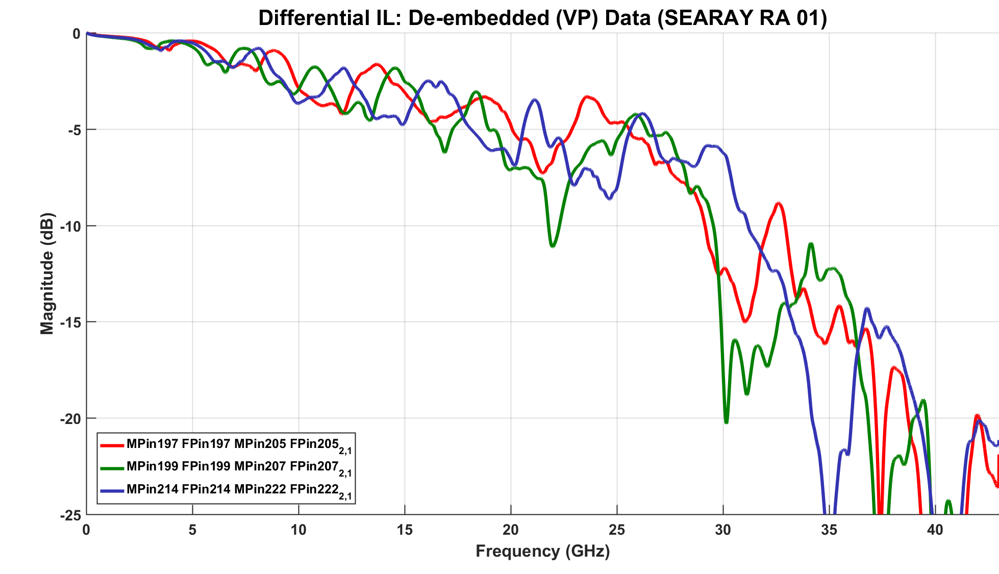 Differential IL: De-embedded (VP) Data (SEARAY RA 01)
0
-5
-10
-15
-20
-25
Magnitude (dB)
MPin197 FPin197 MPin205 FPin205 2,1
MPin199 FPin199 MPin207 FPin207 2,1
MPin214 FPin214 MPin222 FPin222 2,1
0 5 10 15 20 25 30 35 40
Frequency (GHz)